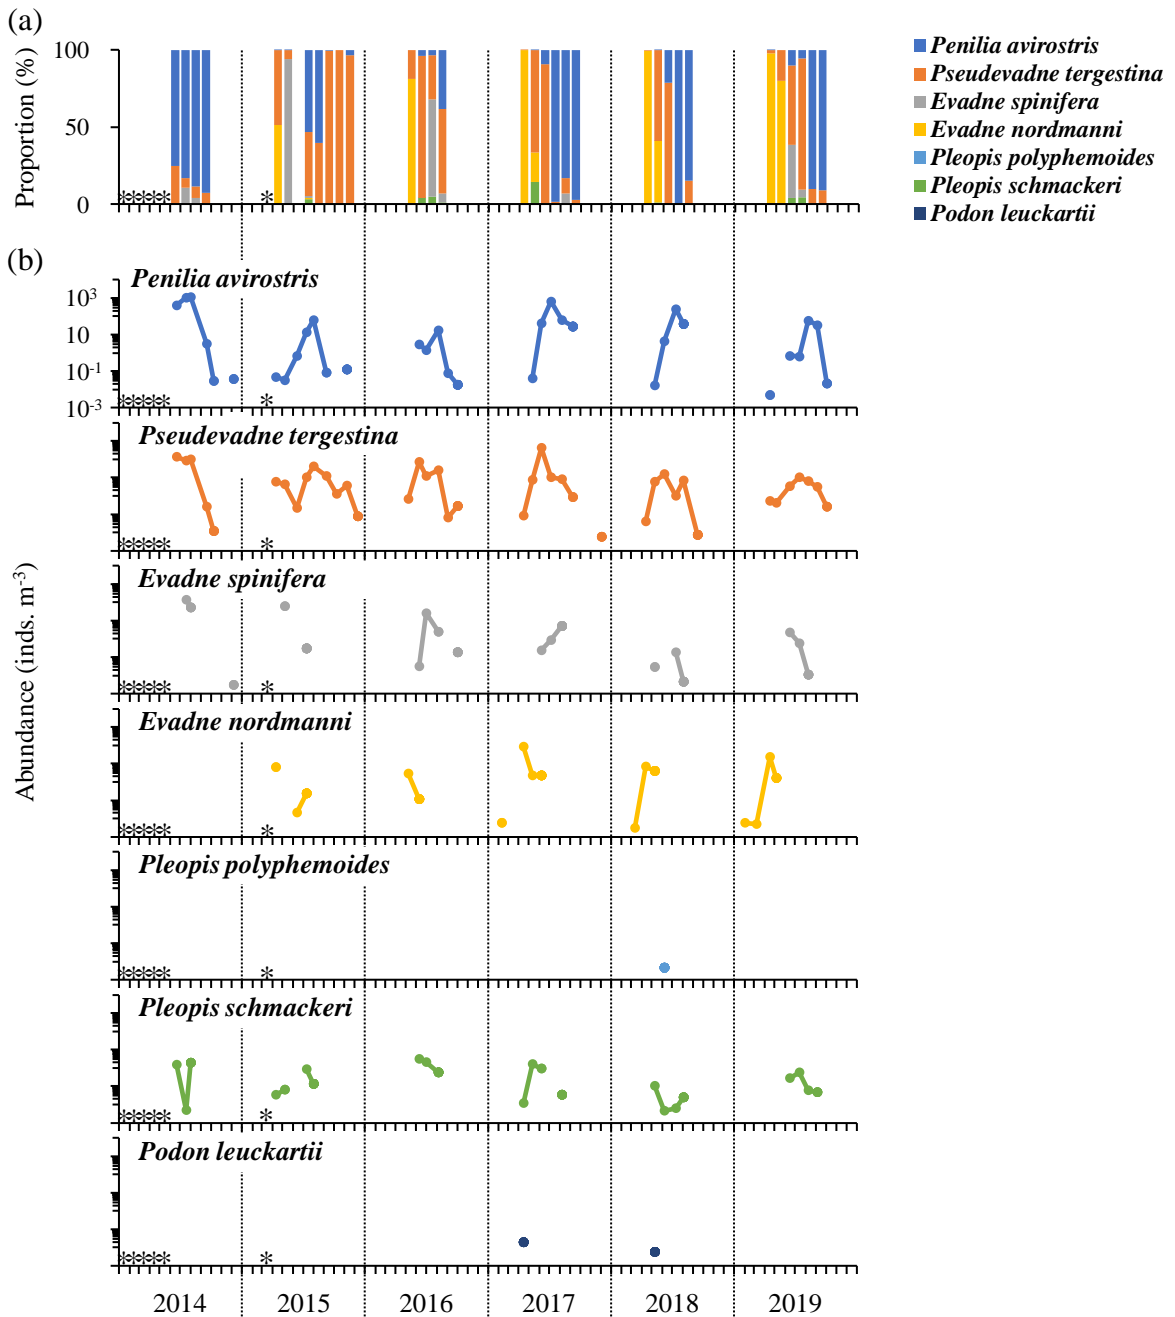 (a)
Proportion (%)
100
50
0
*****
*
Penilia avirostris
Pseudevadne tergestina
Evadne spinifera
Evadne nordmanni
Pleopis polyphemoides
Pleopis schmackeri
Podon leuckartii
(b)
Abundance (inds. m⁻³)
Penilia avirostris
10³
10
10⁻¹
10⁻³
*****
*
Pseudevadne tergestina
*****
*
Evadne spinifera
*****
*
Evadne nordmanni
*****
*
Pleopis polyphemoides
*****
*
Pleopis schmackeri
*****
*
Podon leuckartii
*****
*
2014 2015 2016 2017 2018 2019